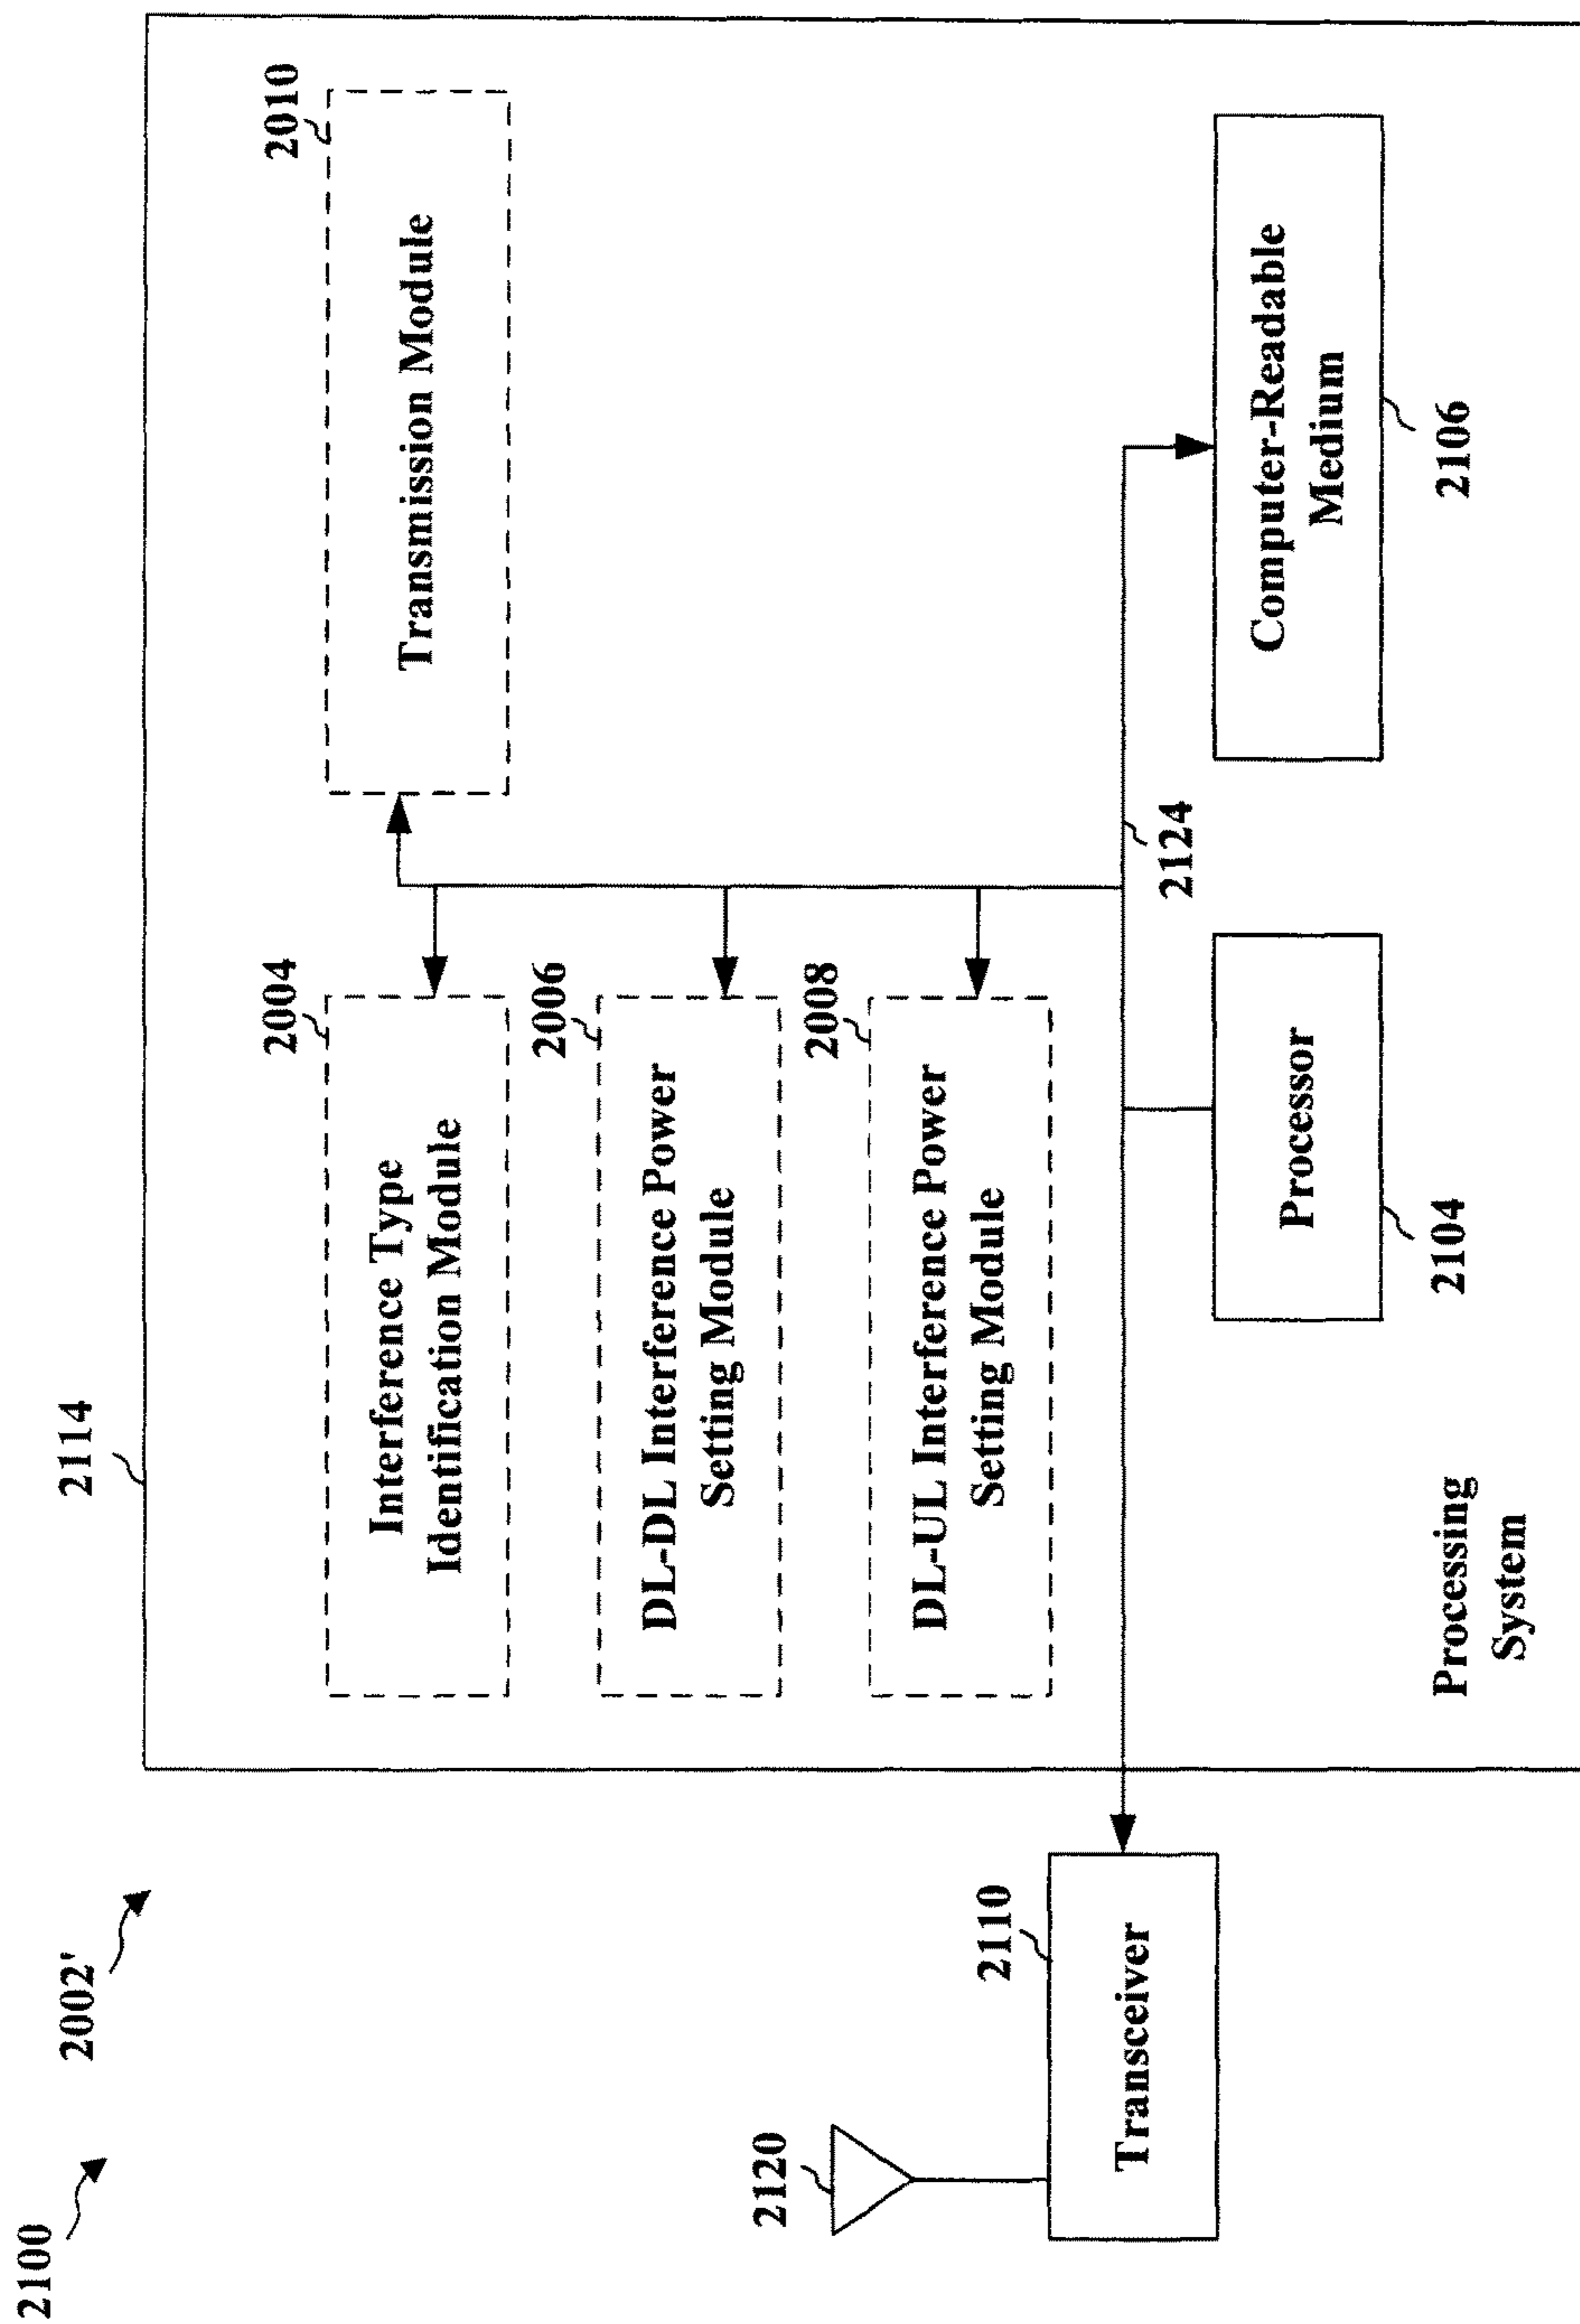 2100
2002'
2114
2004
Interference Type
Identification Module
2010
Transmission Module
2006
DL-DL Interference Power
Setting Module
2008
DL-UL Interference Power
Setting Module
2120
2110
Transceiver
2124
Processor
2104
Computer-Readable
Medium
2106
Processing
System